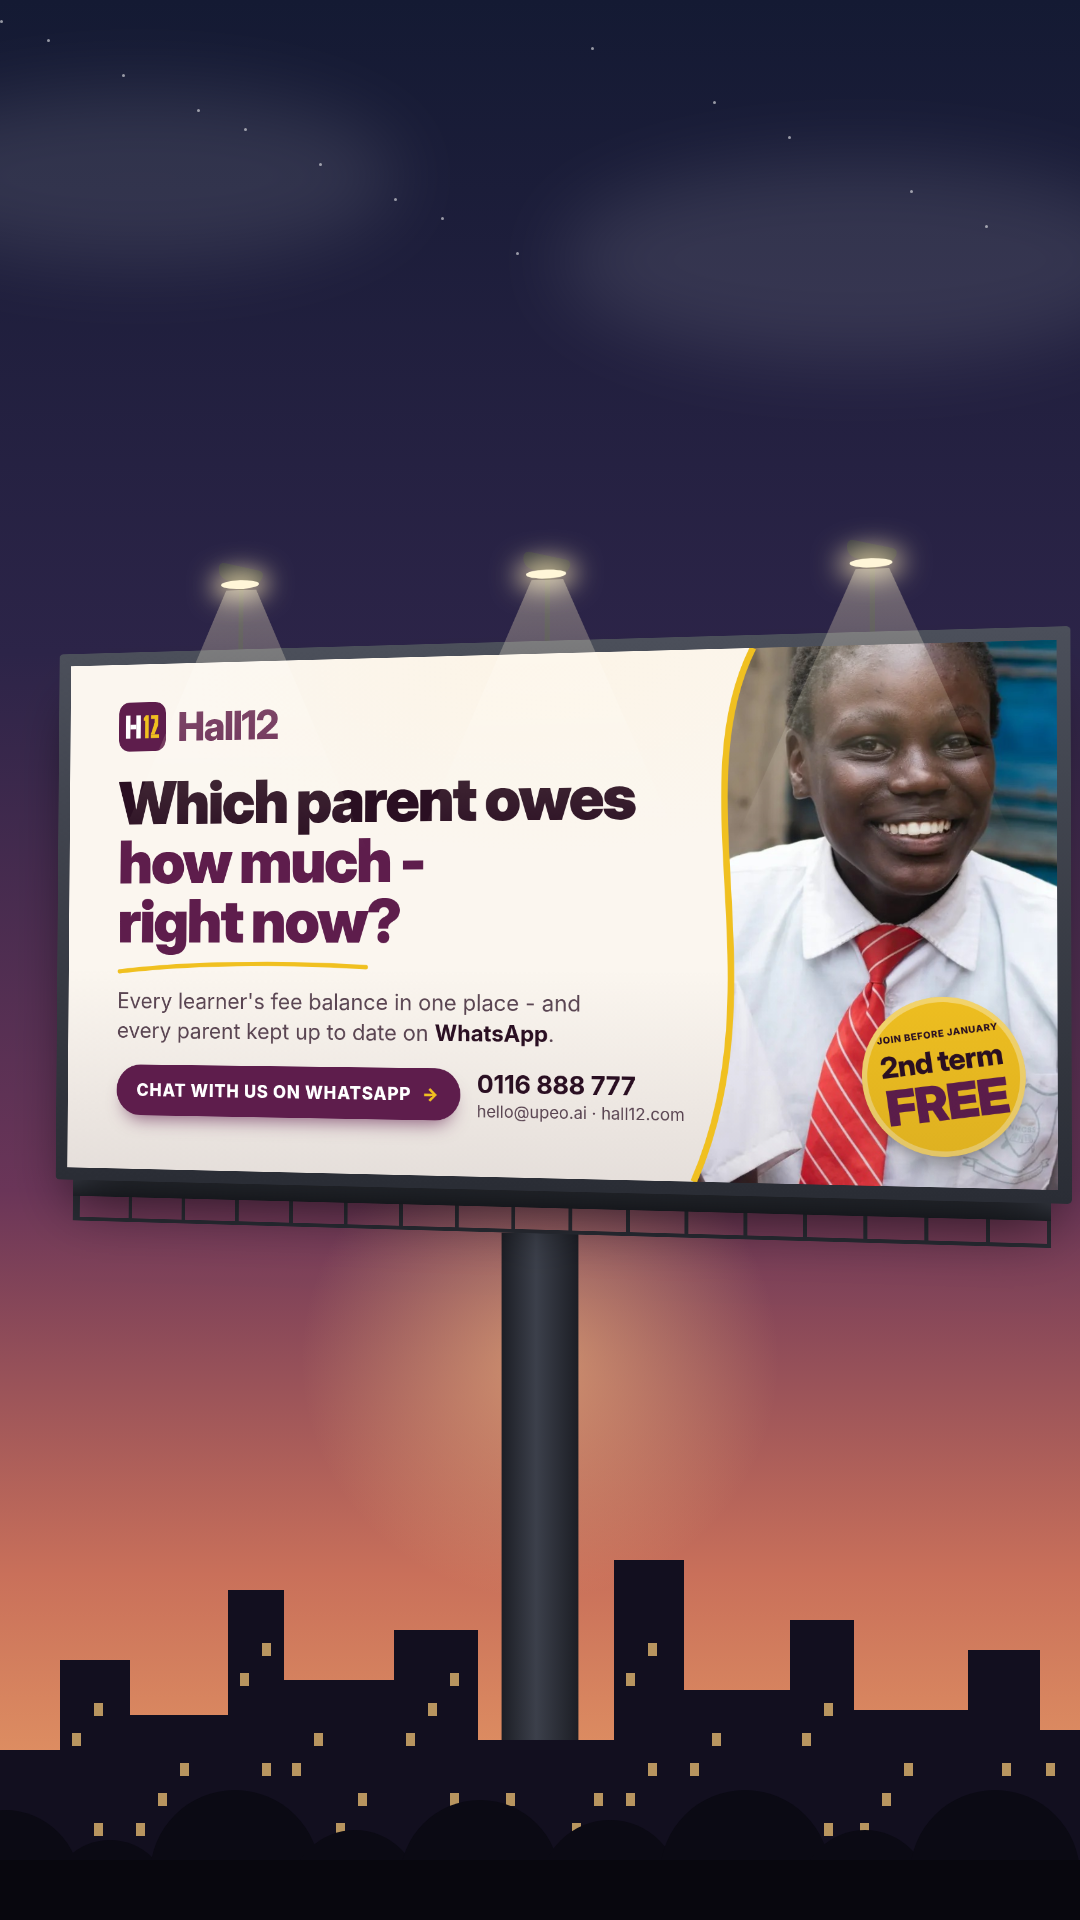 H12 Hall12
Which parent owes
how much -
right now?
Every learner's fee balance in one place - and
every parent kept up to date on WhatsApp.
CHAT WITH US ON WHATSAPP →
0116 888 777
hello@upeo.ai · hall12.com
JOIN BEFORE JANUARY
2nd term
FREE